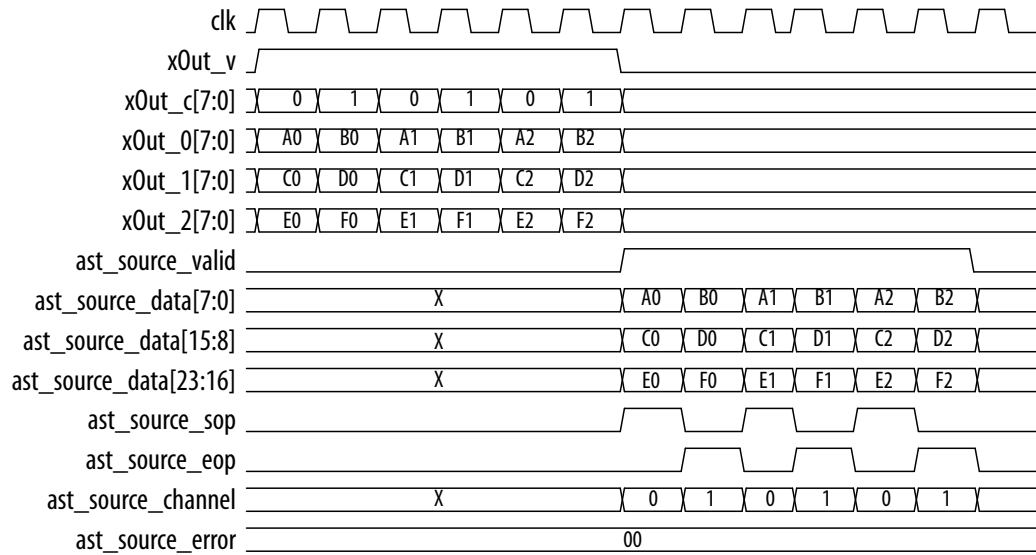 clk
xOut_v
xOut_c[7:0] 0 1 0 1 0 1
xOut_0[7:0] A0 B0 A1 B1 A2 B2
xOut_1[7:0] C0 D0 C1 D1 C2 D2
xOut_2[7:0] E0 F0 E1 F1 E2 F2
ast_source_valid
ast_source_data[7:0] X A0 B0 A1 B1 A2 B2
ast_source_data[15:8] X C0 D0 C1 D1 C2 D2
ast_source_data[23:16] X E0 F0 E1 F1 E2 F2
ast_source_sop
ast_source_eop
ast_source_channel X 0 1 0 1 0 1
ast_source_error 00